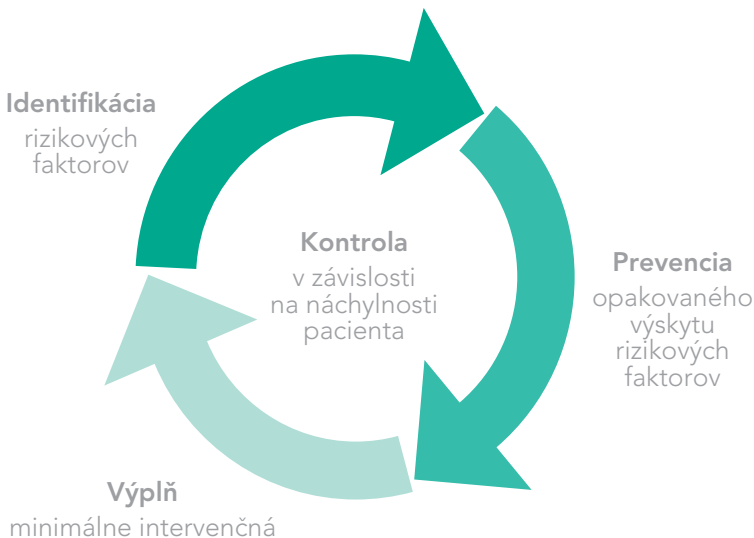 Identifikácia
rizikových
faktorov
Kontrola
v závislosti
na náchylnosti
pacienta
Prevencia
opakovaného
výskytu
rizikových
faktorov
Výplň
minimálne intervenčná